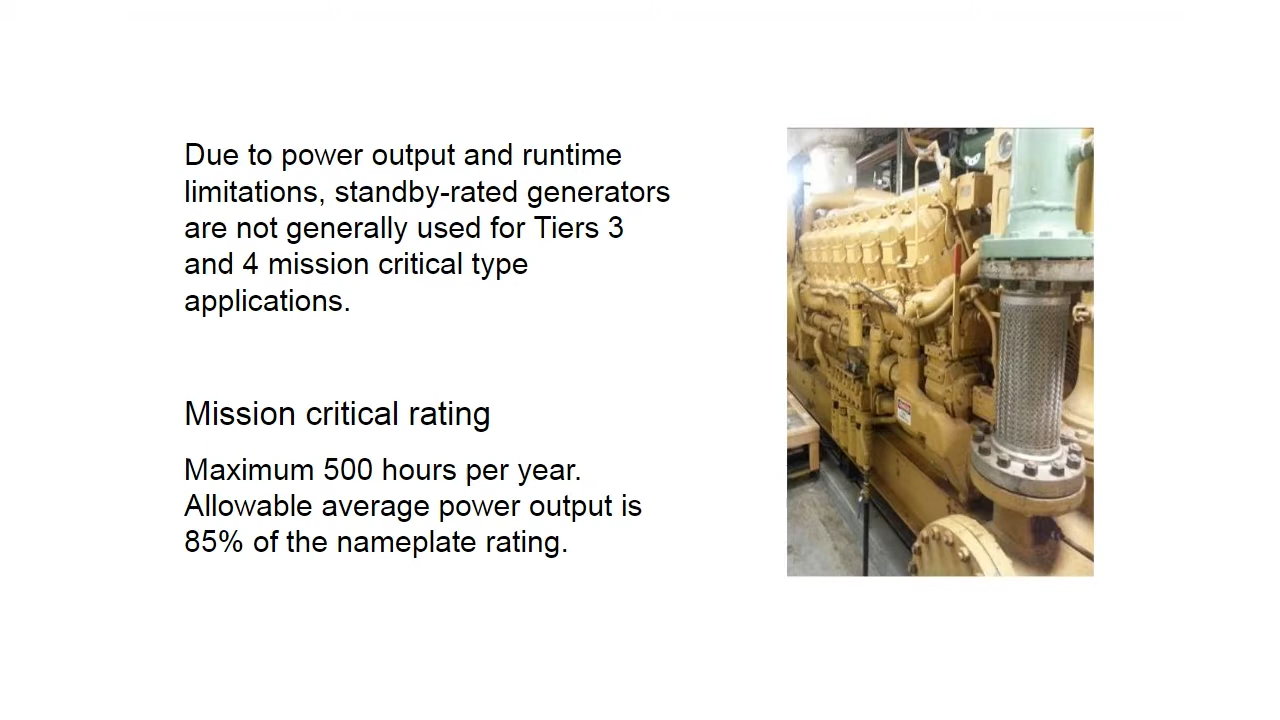 Due to power output and runtime
limitations, standby-rated generators
are not generally used for Tiers 3
and 4 mission critical type
applications.
Mission critical rating
Maximum 500 hours per year.
Allowable average power output is
85% of the nameplate rating.